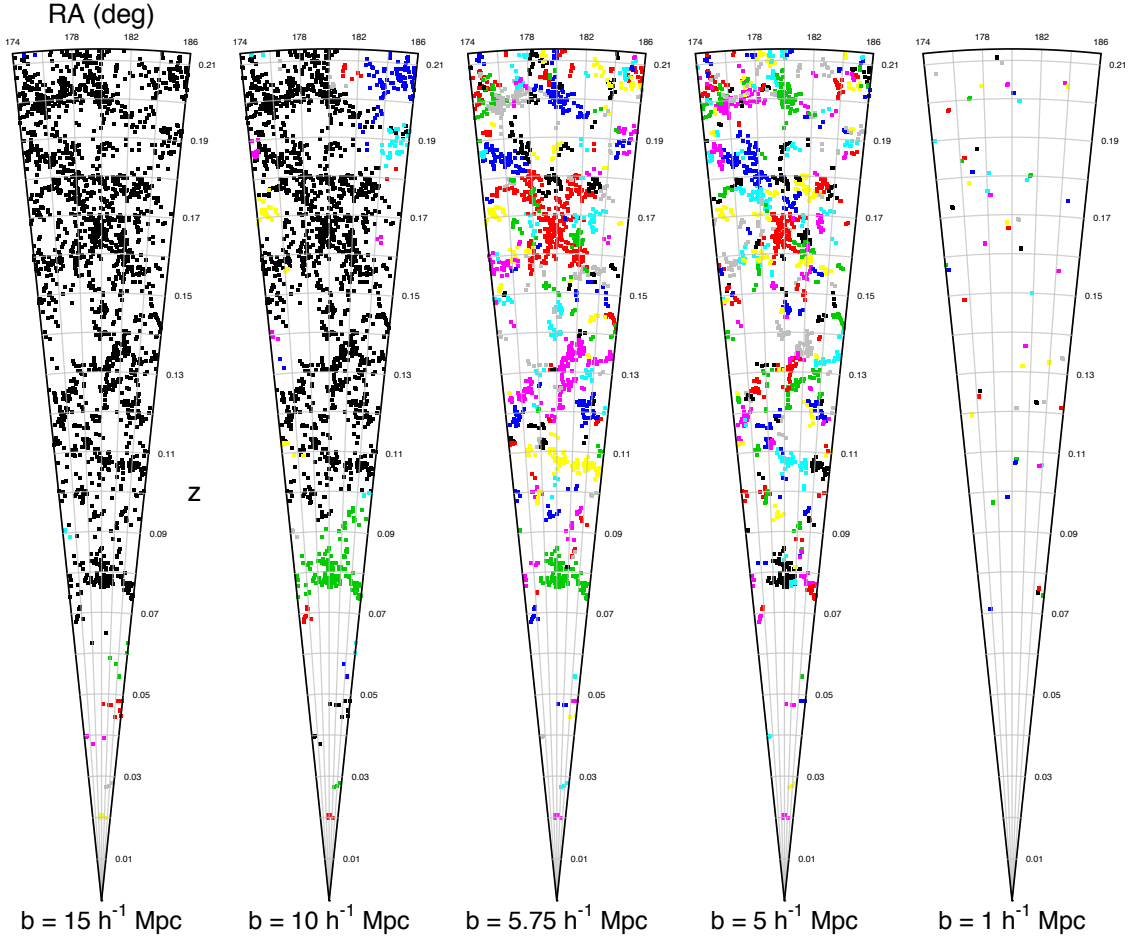 RA (deg)
174 178 182 186 174 178 182 186 174 178 182 186 174 178 182 186 174 178 182 186
0.21 0.21 0.21 0.21 0.21
0.19 0.19 0.19 0.19 0.19
0.17 0.17 0.17 0.17 0.17
0.15 0.15 0.15 0.15 0.15
0.13 0.13 0.13 0.13 0.13
0.11 0.11 0.11 0.11 0.11
z
0.09 0.09 0.09 0.09 0.09
0.07 0.07 0.07 0.07 0.07
0.05 0.05 0.05 0.05 0.05
0.03 0.03 0.03 0.03 0.03
0.01 0.01 0.01 0.01 0.01
b = 15 h⁻¹ Mpc b = 10 h⁻¹ Mpc b = 5.75 h⁻¹ Mpc b = 5 h⁻¹ Mpc b = 1 h⁻¹ Mpc